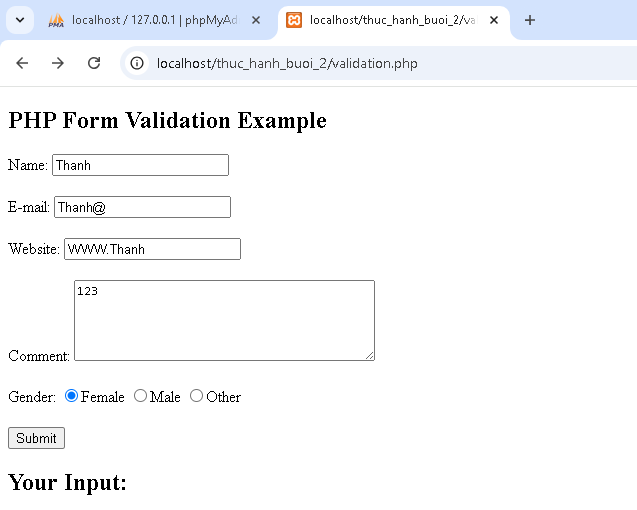 localhost / 127.0.0.1 | phpMyAd
localhost/thuc_hanh_buoi_2/va
localhost/thuc_hanh_buoi_2/validation.php
PHP Form Validation Example
Name: Thanh
E-mail: Thanh@
Website: WWW.Thanh
123
Comment:
Gender: Female Male Other
Submit
Your Input: